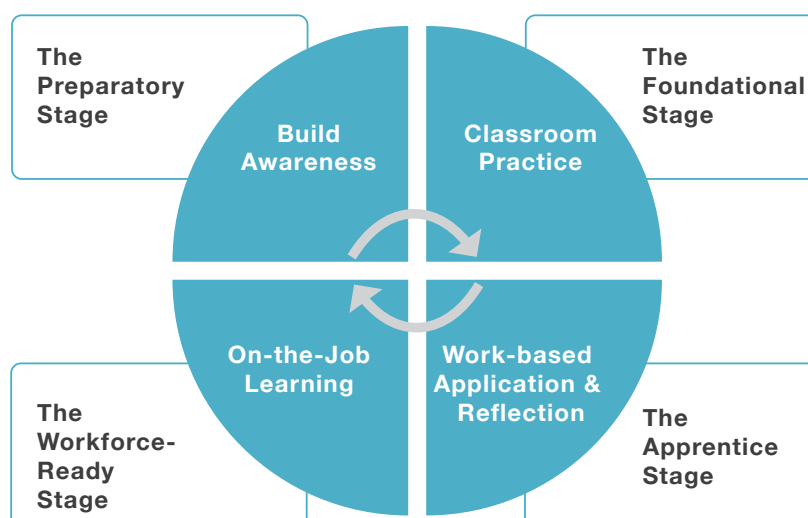 The
Preparatory
Stage
Build
Awareness
Classroom
Practice
The
Foundational
Stage
On-the-Job
Learning
Work-based
Application &
Reflection
The
Workforce-
Ready
Stage
The
Apprentice
Stage